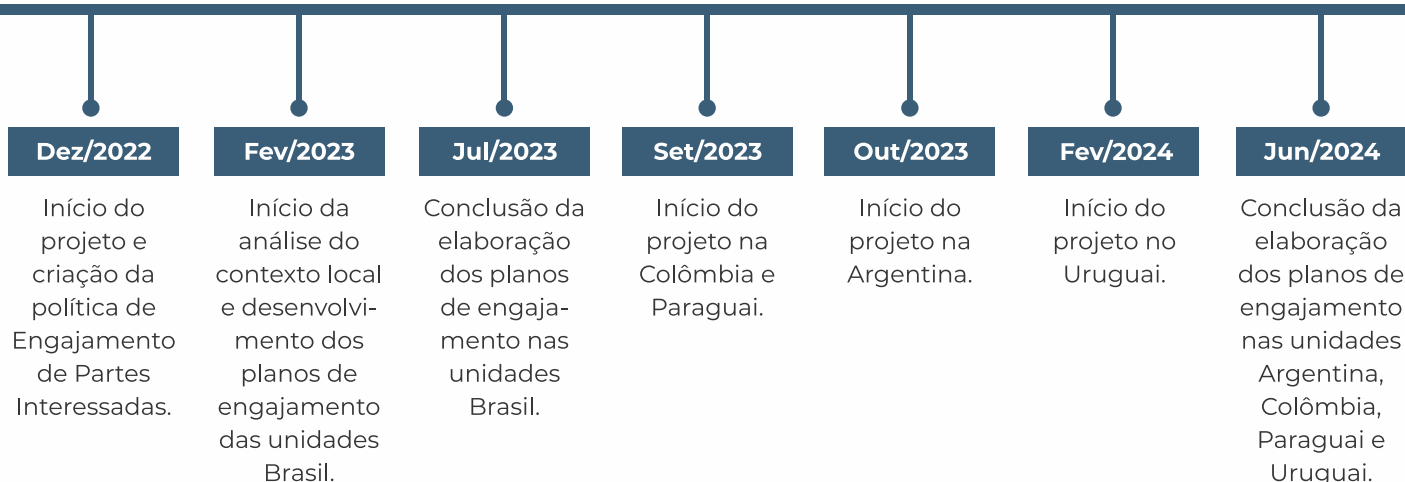 Dez/2022
Início do
projeto e
criação da
política de
Engajamento
de Partes
Interessadas.
Fev/2023
Início da
análise do
contexto local
e desenvolvi-
mento dos
planos de
engajamento
das unidades
Brasil.
Jul/2023
Conclusão da
elaboração
dos planos
de engaja-
mento nas
unidades
Brasil.
Set/2023
Início do
projeto na
Colômbia e
Paraguai.
Out/2023
Início do
projeto na
Argentina.
Fev/2024
Início do
projeto no
Uruguai.
Jun/2024
Conclusão da
elaboração
dos planos de
engajamento
nas unidades
Argentina,
Colômbia,
Paraguai e
Uruguai.